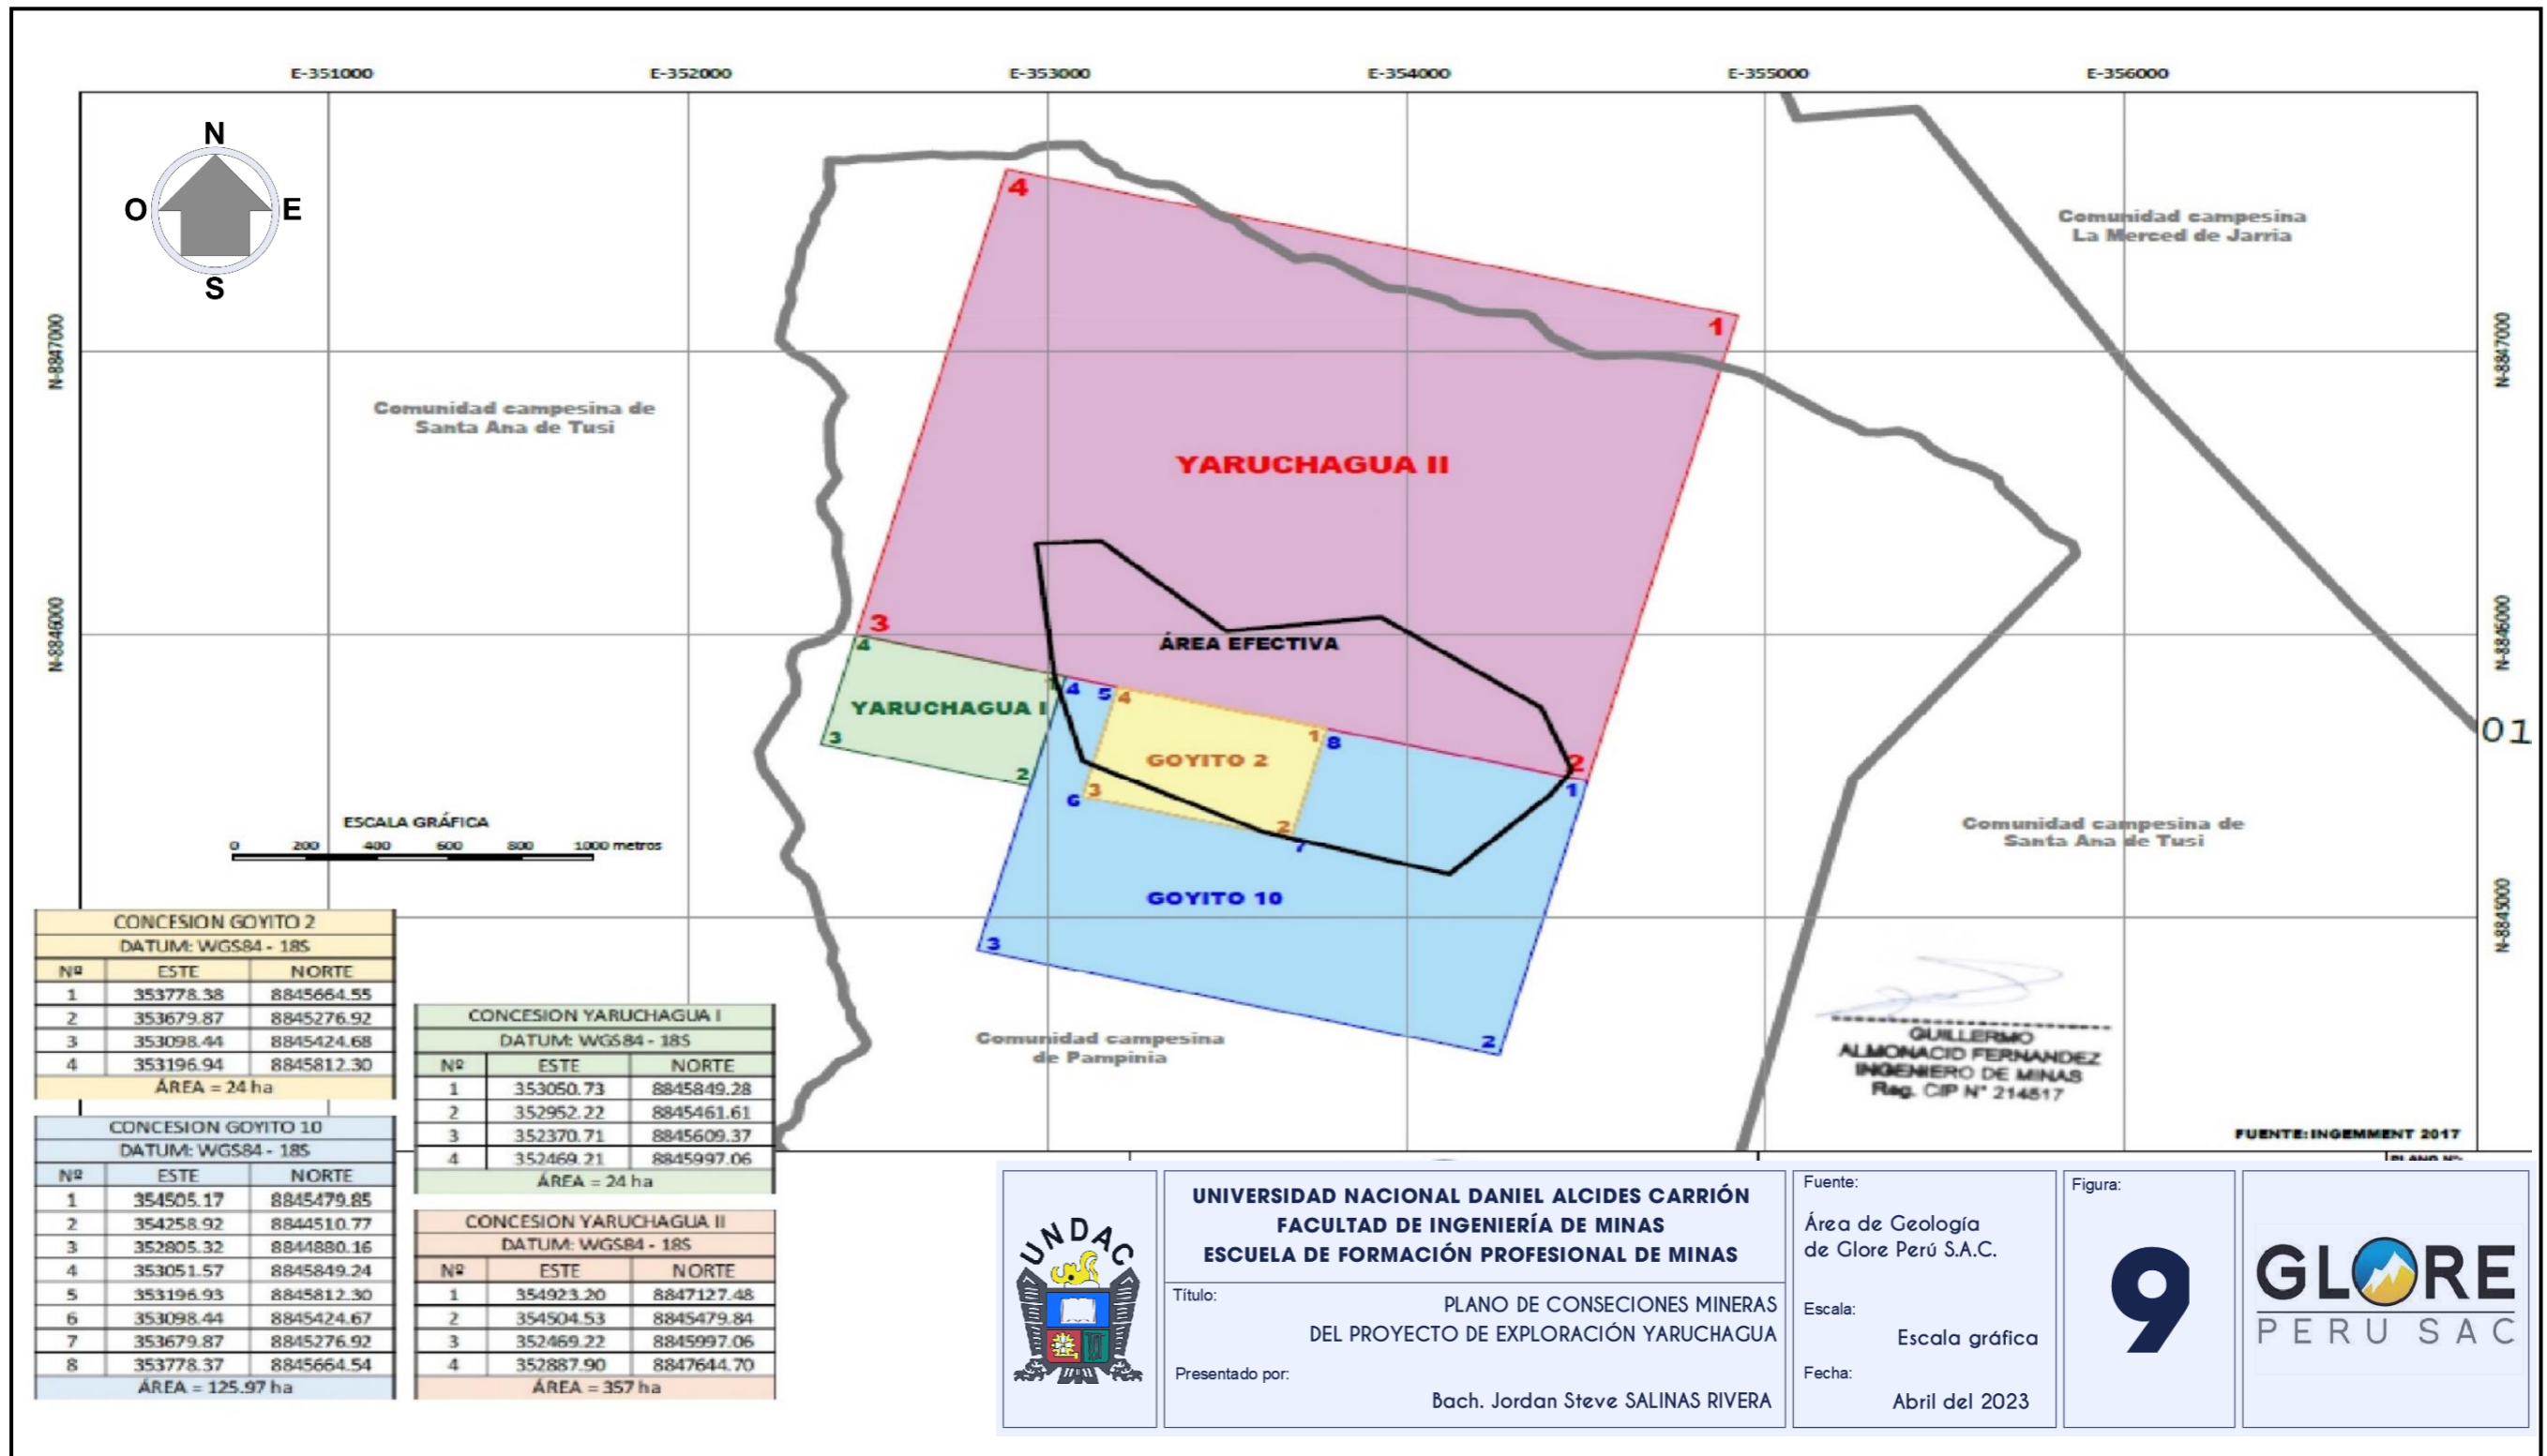 E-351000
E-352000
E-353000
E-354000
E-355000
E-356000
N
O
E
S
N-8847000
N-8846000
N-8847000
N-8846000
N-8845000
Comunidad campesina
La Merced de Jarria
Comunidad campesina de
Santa Ana de Tusi
4
1
YARUCHAGUA II
3
2
ÁREA EFECTIVA
4
1
YARUCHAGUA I
3
2
4
5
4
1
8
GOYITO 2
6
3
2
7
1
GOYITO 10
3
2
01
Comunidad campesina de
Santa Ana de Tusi
Comunidad campesina
de Pampinia
ESCALA GRÁFICA
0 200 400 600 800 1000 metros
CONCESION GOYITO 2
DATUM: WGS84 - 18S
Nº ESTE NORTE
1 353778.38 8845664.55
2 353679.87 8845276.92
3 353098.44 8845424.68
4 353196.94 8845812.30
ÁREA = 24 ha
CONCESION GOYITO 10
DATUM: WGS84 - 18S
Nº ESTE NORTE
1 354505.17 8845479.85
2 354258.92 8844510.77
3 352805.32 8844880.16
4 353051.57 8845849.24
5 353196.93 8845812.30
6 353098.44 8845424.67
7 353679.87 8845276.92
8 353778.37 8845664.54
ÁREA = 125.97 ha
CONCESION YARUCHAGUA I
DATUM: WGS84 - 18S
Nº ESTE NORTE
1 353050.73 8845849.28
2 352952.22 8845461.61
3 352370.71 8845609.37
4 352469.21 8845997.06
ÁREA = 24 ha
CONCESION YARUCHAGUA II
DATUM: WGS84 - 18S
Nº ESTE NORTE
1 354923.20 8847127.48
2 354504.53 8845479.84
3 352469.22 8845997.06
4 352887.90 8847644.70
ÁREA = 357 ha
GUILLERMO
ALMONACID FERNANDEZ
INGENIERO DE MINAS
Reg. CIP N° 214517
FUENTE: INGEMMENT 2017
PLANO Nº:
UNDAC
UNIVERSIDAD NACIONAL DANIEL ALCIDES CARRIÓN
FACULTAD DE INGENIERÍA DE MINAS
ESCUELA DE FORMACIÓN PROFESIONAL DE MINAS
Título:
PLANO DE CONSECIONES MINERAS
DEL PROYECTO DE EXPLORACIÓN YARUCHAGUA
Presentado por:
Bach. Jordan Steve SALINAS RIVERA
Fuente:
Área de Geología
de Glore Perú S.A.C.
Escala:
Escala gráfica
Fecha:
Abril del 2023
Figura:
9
GLORE
PERU SAC